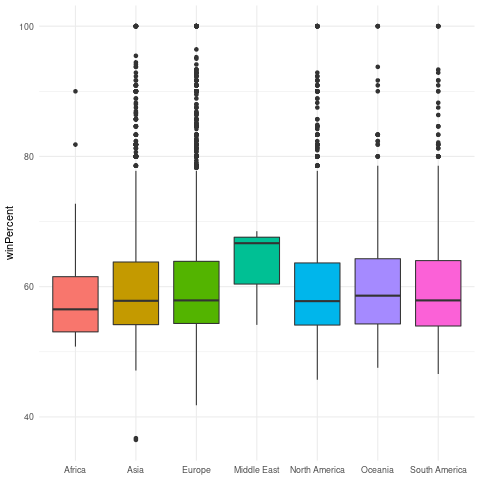 100
80
60
40
winPercent
Africa
Asia
Europe
Middle East
North America
Oceania
South America